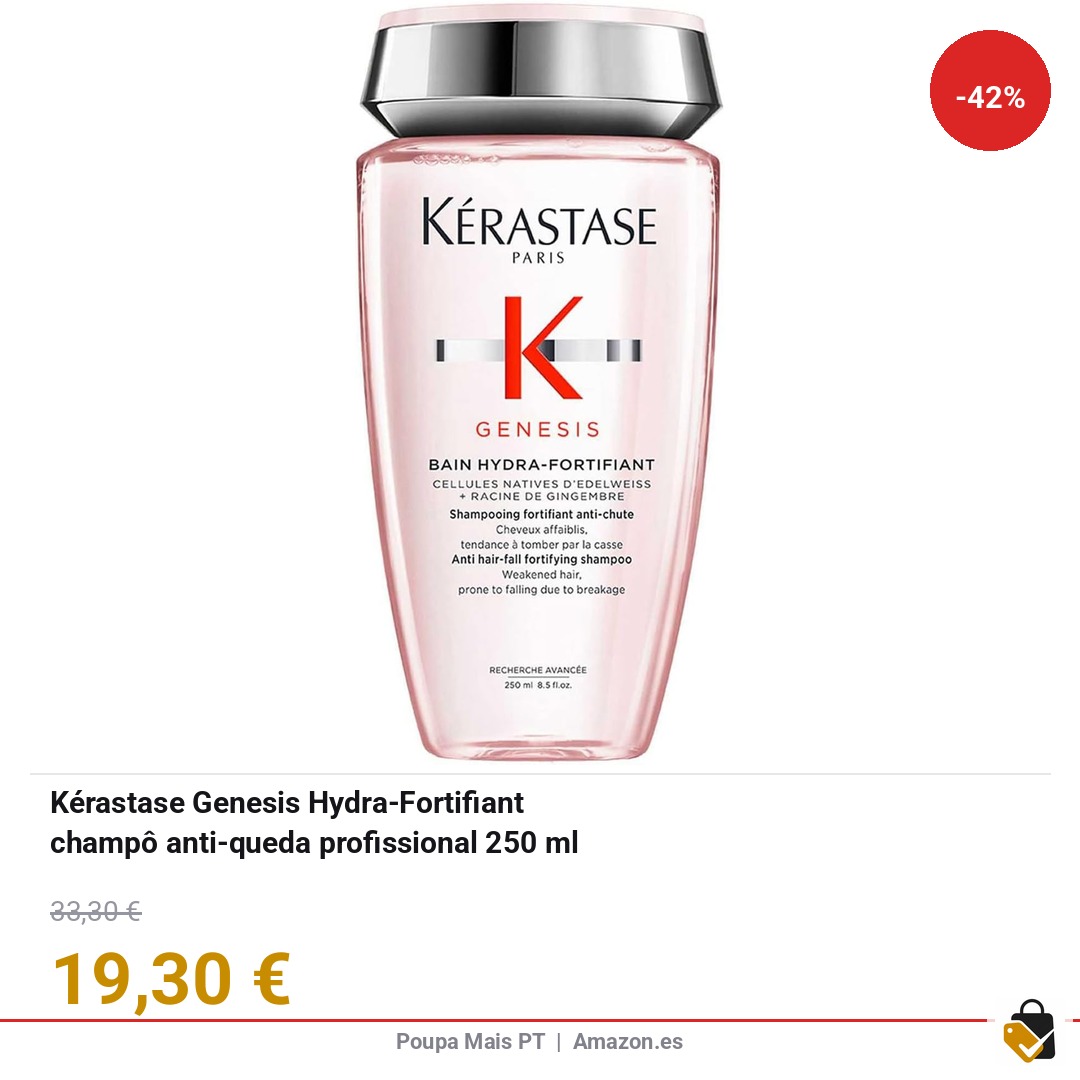 -42%
KÉRASTASE
PARIS
K
GENESIS
BAIN HYDRA-FORTIFIANT
CELLULES NATIVES D'EDELWEISS
+ RACINE DE GINGEMBRE
Shampooing fortifiant anti-chute
Cheveux affaiblis,
tendance à tomber par la casse
Anti hair-fall fortifying shampoo
Weakened hair,
prone to falling due to breakage
RECHERCHE AVANCÉE
250 ml 8.5 fl.oz.
Kérastase Genesis Hydra-Fortifiant
champô anti-queda profissional 250 ml
33,30 €
19,30 €
Poupa Mais PT | Amazon.es